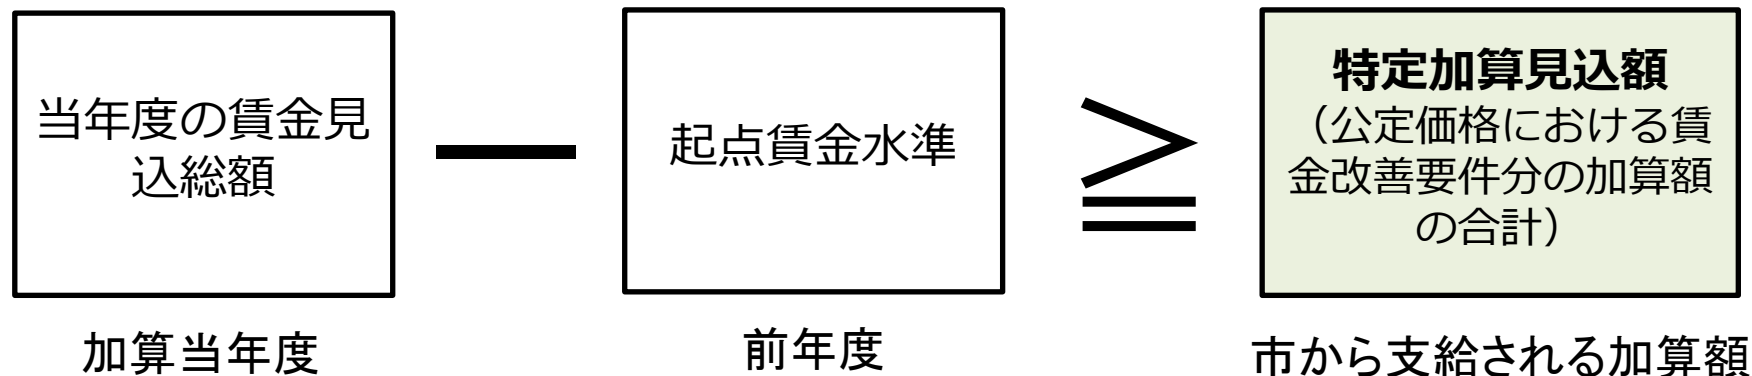 当年度の賃金見
込総額
ー
起点賃金水準
≧
特定加算見込額
（公定価格における賃
金改善要件分の加算額
の合計）
加算当年度
前年度
市から支給される加算額